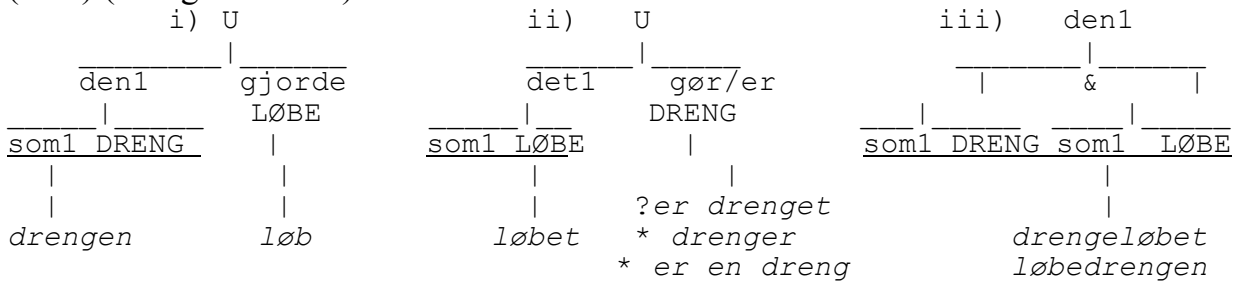 i) U ii) U iii) den1
den1 gjorde det1 gør/er &
LØBE DRENG
som1 DRENG som1 LØBE som1 DRENG som1 LØBE
?er drenget
drengen løb løbet * drenger drengeløbet
* er en dreng løbedrengen